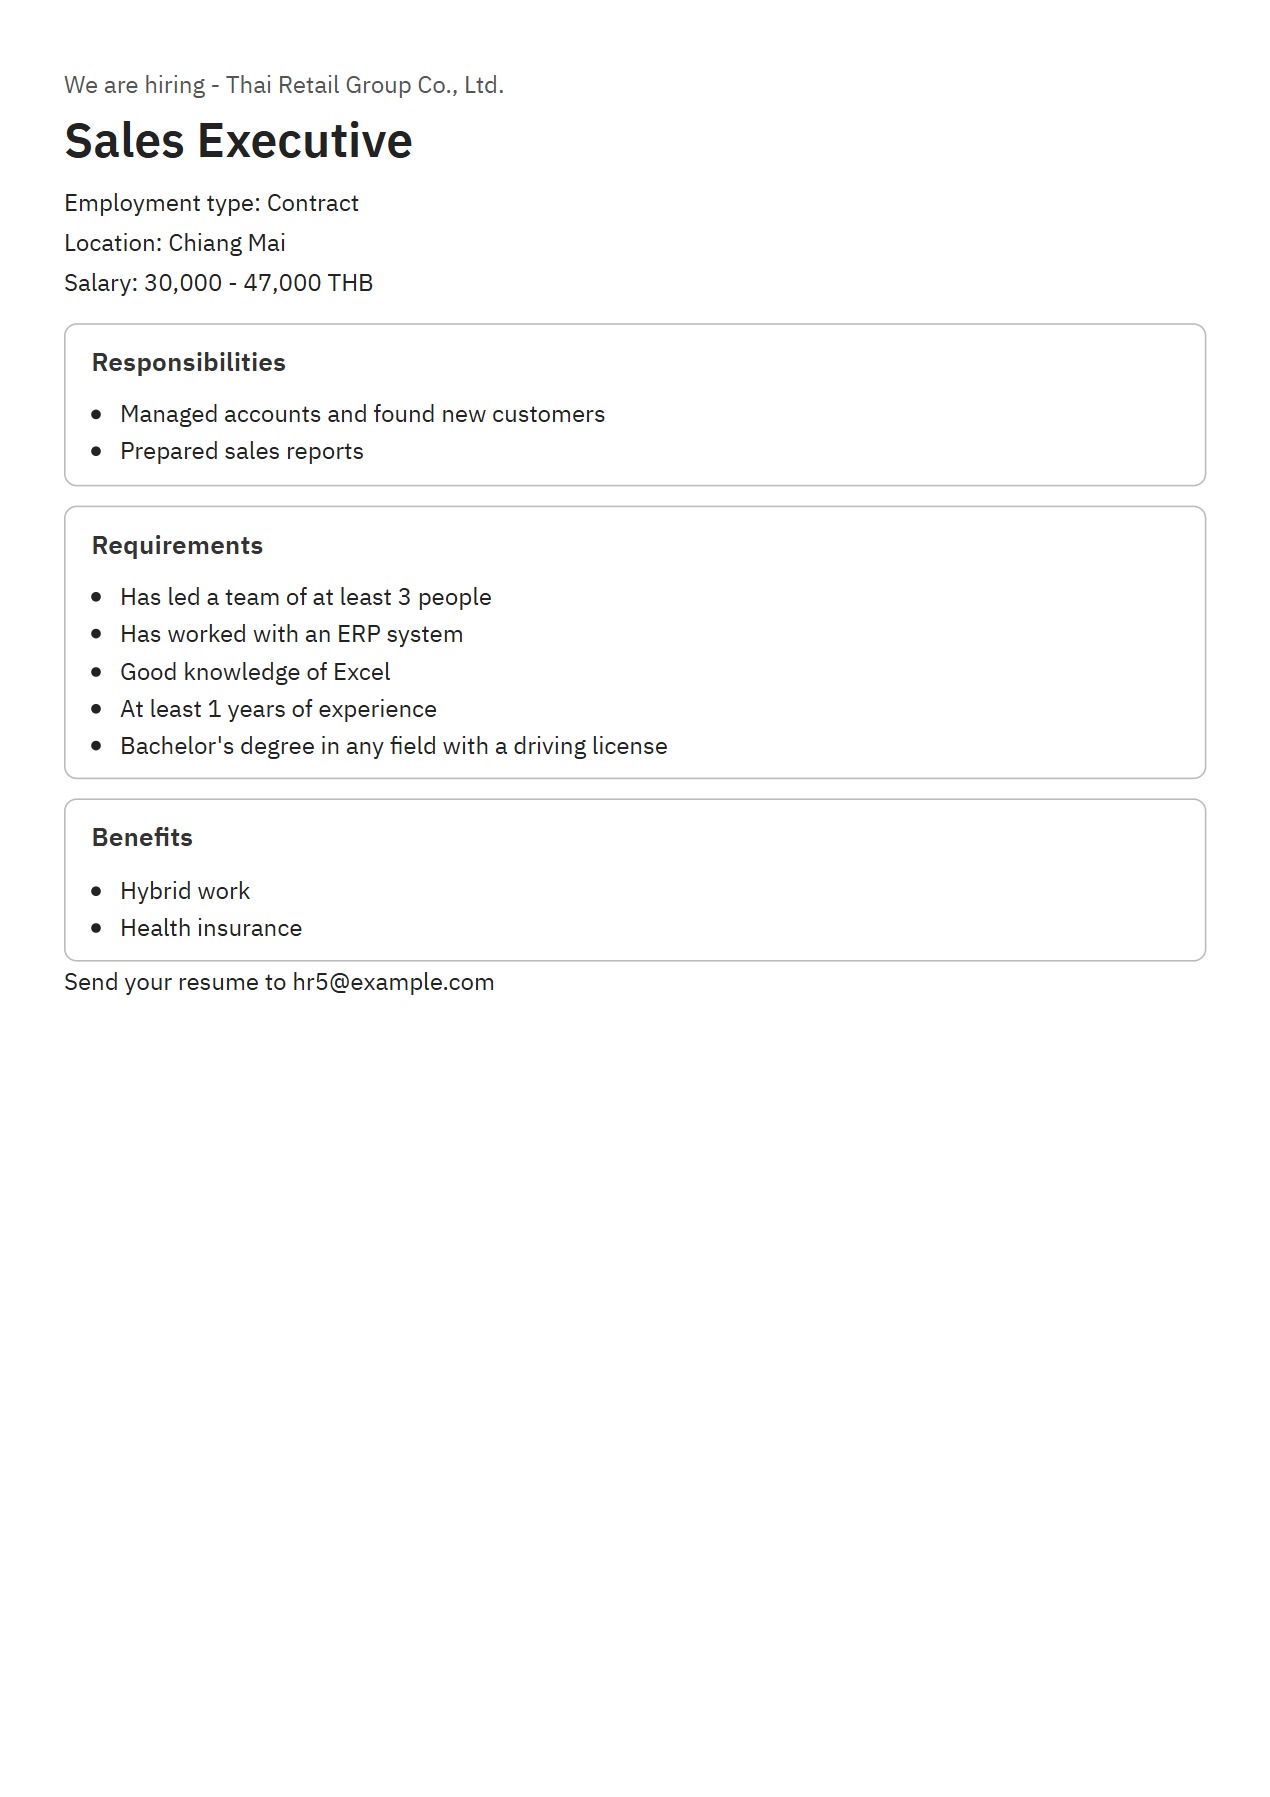 We are hiring - Thai Retail Group Co., Ltd.
Sales Executive
Employment type: Contract
Location: Chiang Mai
Salary: 30,000 - 47,000 THB
Responsibilities
• Managed accounts and found new customers
• Prepared sales reports
Requirements
• Has led a team of at least 3 people
• Has worked with an ERP system
• Good knowledge of Excel
• At least 1 years of experience
• Bachelor's degree in any field with a driving license
Benefits
• Hybrid work
• Health insurance
Send your resume to hr5@example.com